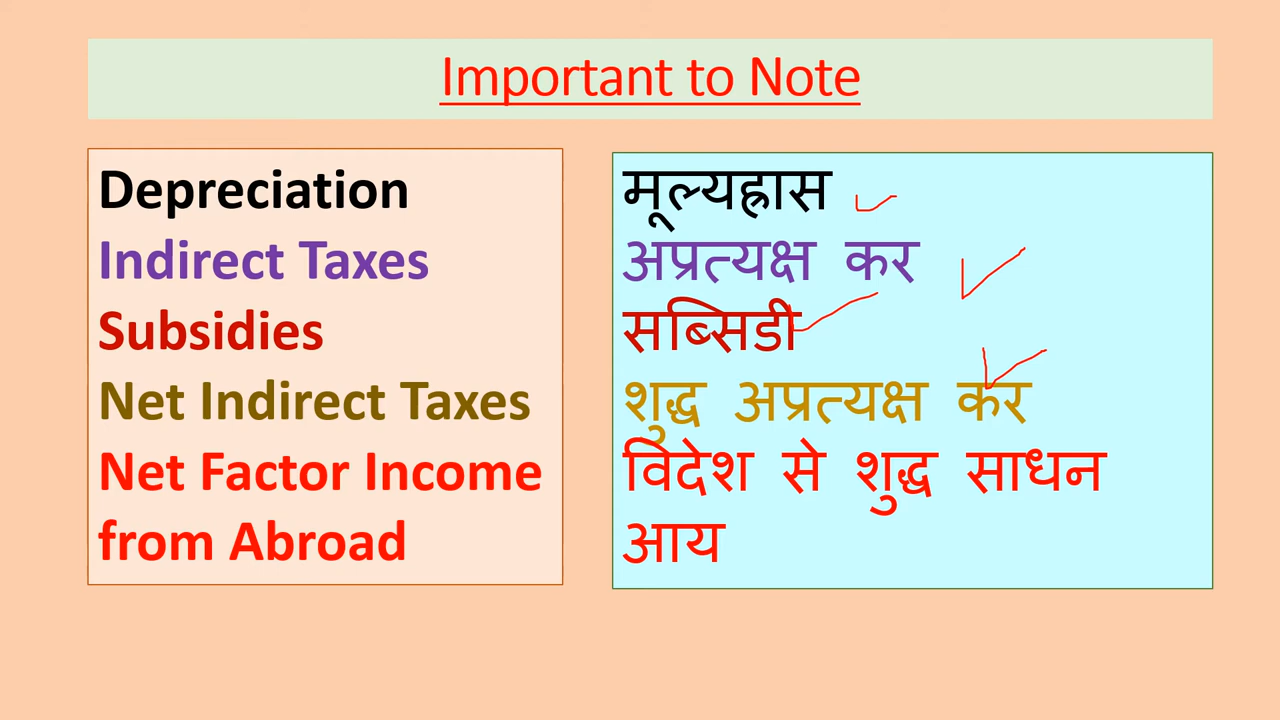 Important to Note
Depreciation
Indirect Taxes
Subsidies
Net Indirect Taxes
Net Factor Income
from Abroad
मूल्यह्रास
अप्रत्यक्ष कर
सब्सिडी
शुद्ध अप्रत्यक्ष कर
विदेश से शुद्ध साधन
आय